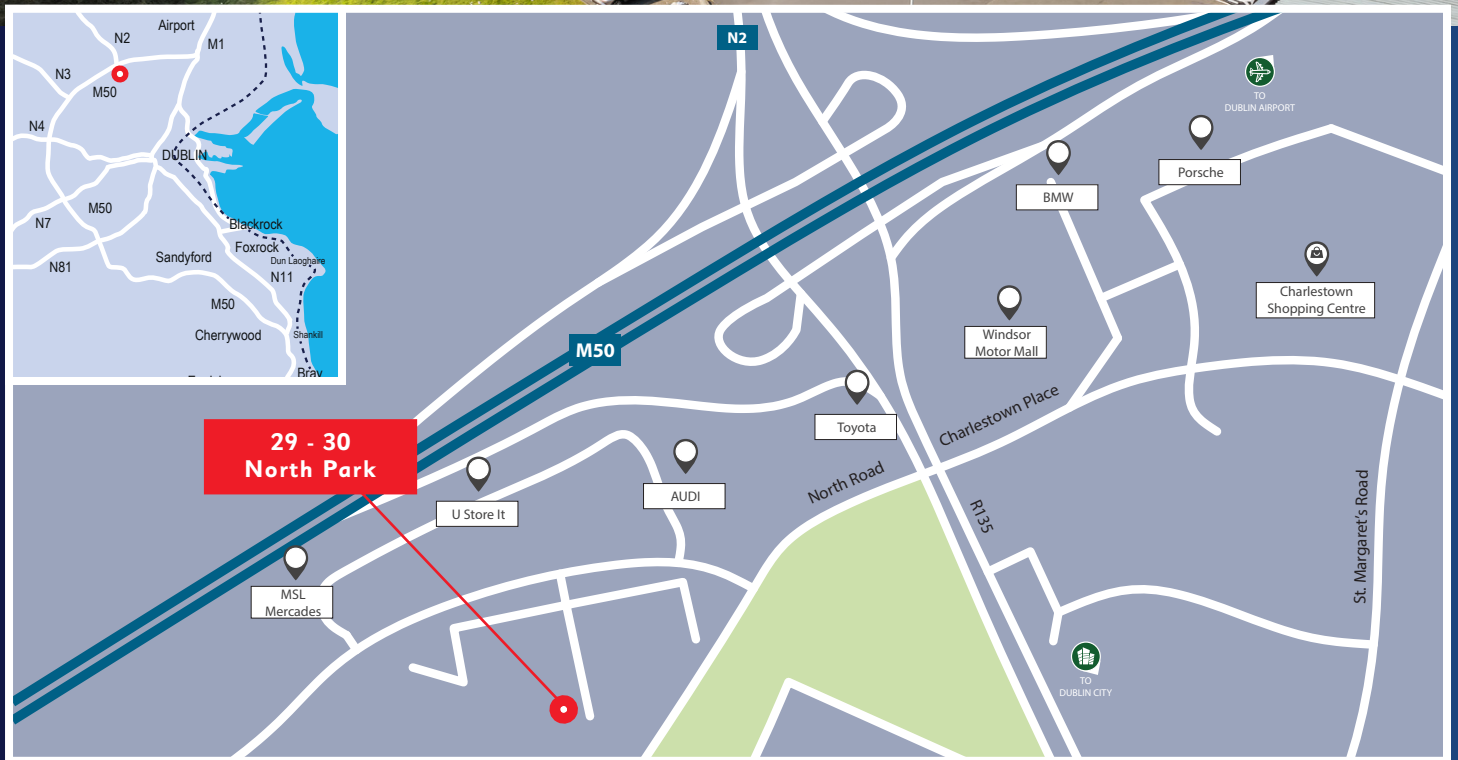 Airport
N2
M1
N3
M50
N4
DUBLIN
M50
N7
Blackrock
Foxrock
Sandyford
Dun Laoghaire
N81
N11
M50
Cherrywood
Shankill
Bray
N2
TO
DUBLIN AIRPORT
Porsche
BMW
Charlestown
Shopping Centre
Windsor
Motor Mall
M50
Charlestown Place
Toyota
29 - 30
North Park
North Road
AUDI
U Store It
R135
St. Margaret's Road
MSL
Mercades
TO
DUBLIN CITY